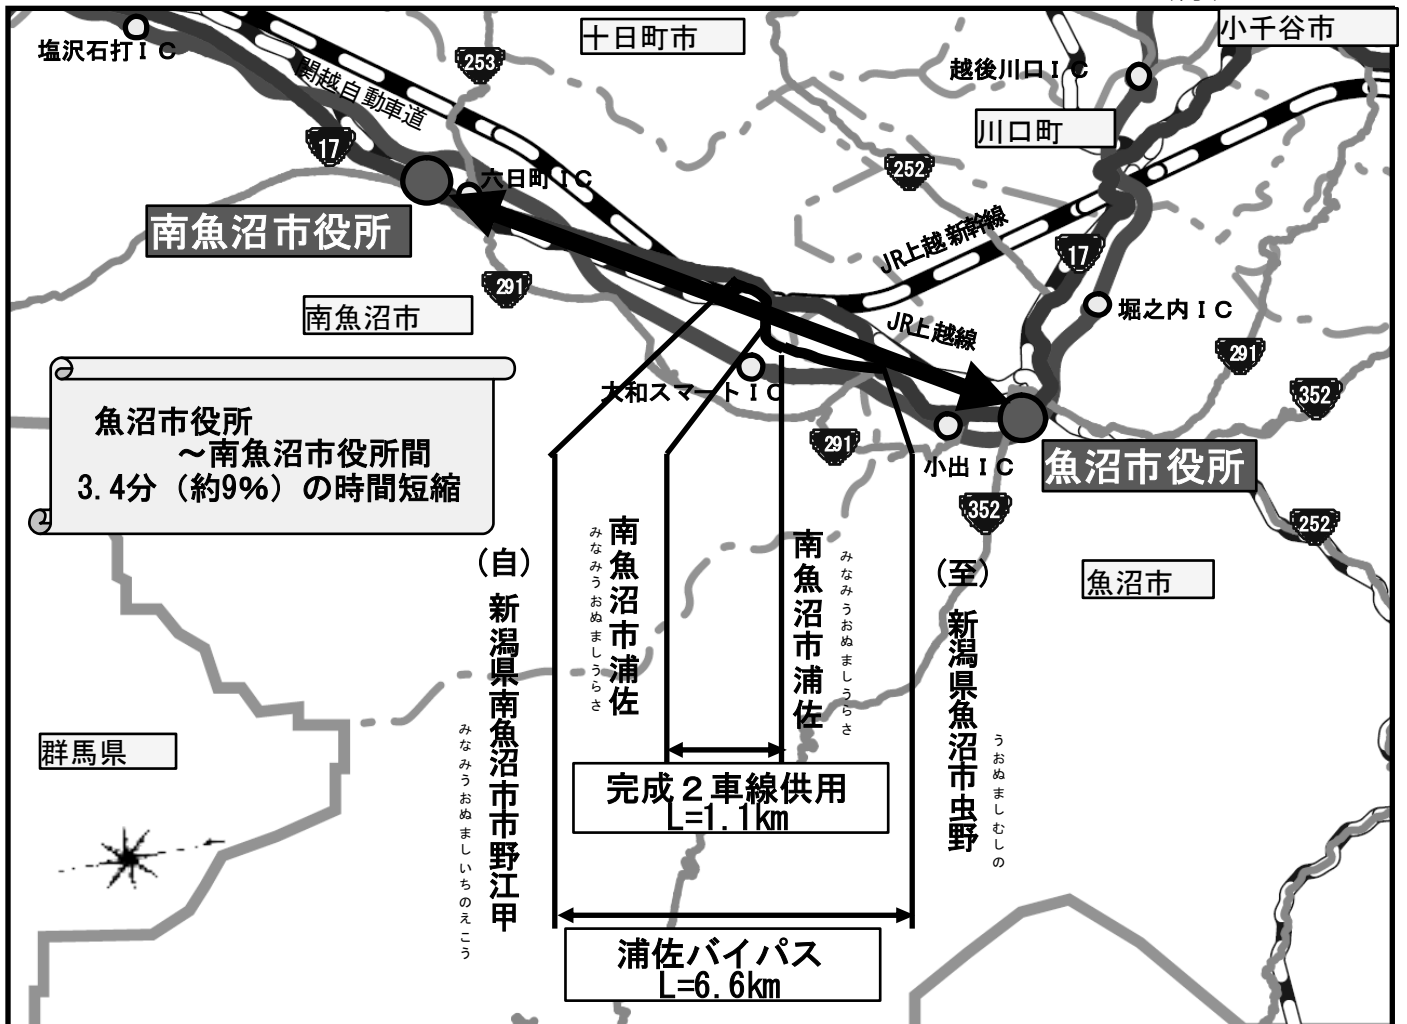 小千谷市
十日町市
塩沢石打ＩＣ
253
越後川口ＩＣ
関越自動車道
川口町
17
252
六日町ＩＣ
南魚沼市役所
JR上越新幹線
17
291
南魚沼市
堀之内ＩＣ
JR上越線
291
大和スマートＩＣ
352
魚沼市役所
～南魚沼市役所間
3.4分（約9%）の時間短縮
291
小出ＩＣ
魚沼市役所
352
252
魚沼市
(自)
新潟県南魚沼市市野江甲
みなみうおぬましいちのえこう
南魚沼市浦佐
みなみうおぬましうらさ
南魚沼市浦佐
みなみうおぬましうらさ
(至)
新潟県魚沼市虫野
うおぬましむしの
群馬県
完成２車線供用
L=1.1km
浦佐バイパス
L=6.6km